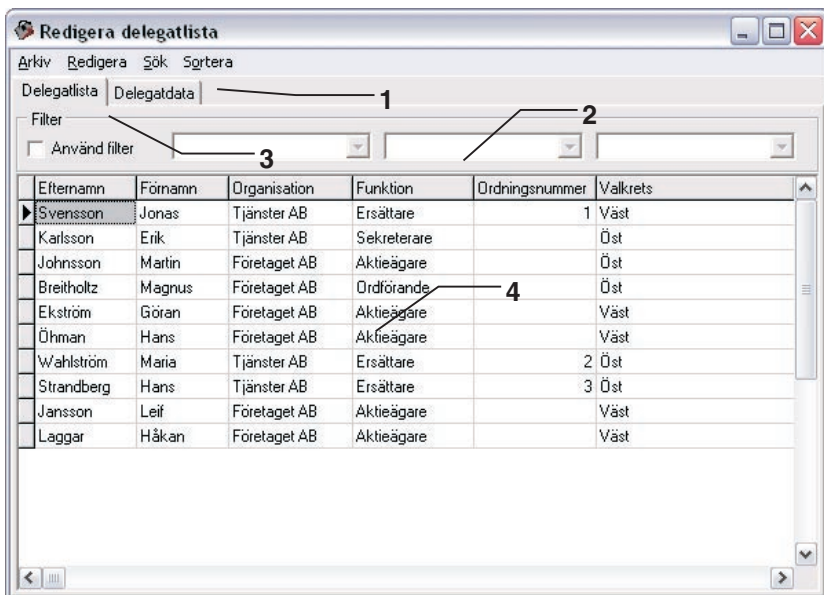 Redigera delegatlista
Arkiv Redigera Sök Sortera
Delegatlista Delegatdata 1
Filter 2
Använd filter 3
Efternamn Förnamn Organisation Funktion Ordningsnummer Valkrets
Svensson Jonas Tjänster AB Ersättare 1 Väst
Karlsson Erik Tjänster AB Sekreterare Öst
Johnsson Martin Företaget AB Aktieägare Öst
Breitholtz Magnus Företaget AB Ordförande Öst
4
Ekström Göran Företaget AB Aktieägare Väst
Öhman Hans Företaget AB Aktieägare Väst
Wahlström Maria Tjänster AB Ersättare 2 Öst
Strandberg Hans Tjänster AB Ersättare 3 Öst
Jansson Leif Företaget AB Aktieägare Väst
Laggar Håkan Företaget AB Aktieägare Väst